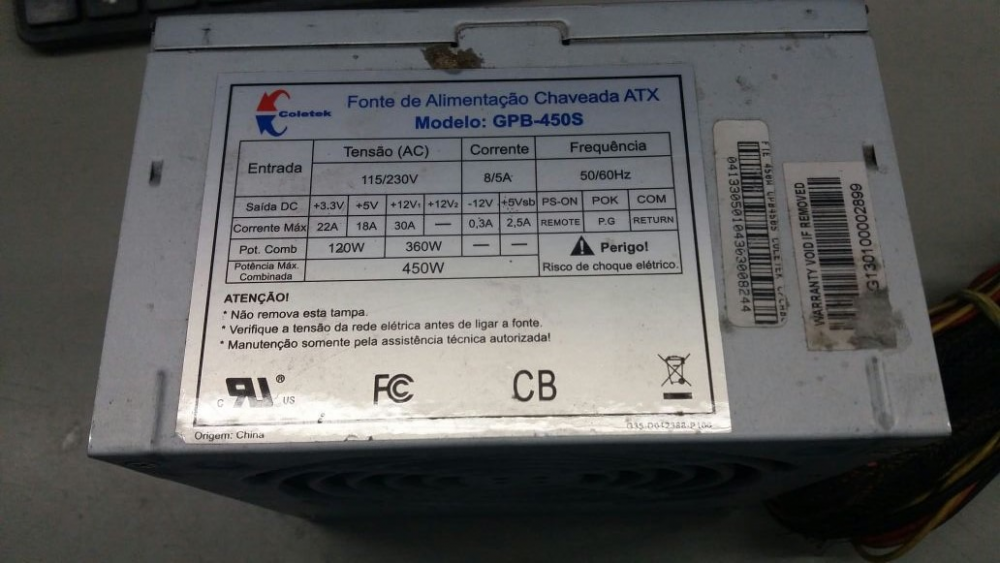 Coletek
Fonte de Alimentação Chaveada ATX
Modelo: GPB-450S
Entrada Tensão (AC) Corrente Frequência
115/230V 8/5A 50/60Hz
Saída DC +3.3V +5V +12V1 +12V2 -12V +5Vsb PS-ON POK COM
Corrente Máx 22A 18A 30A — 0,3A 2,5A REMOTE P.G RETURN
Pot. Comb 120W 360W — — Perigo!
Potência Máx. Combinada 450W Risco de choque elétrico.
ATENÇÃO!
* Não remova esta tampa.
* Verifique a tensão da rede elétrica antes de ligar a fonte.
* Manutenção somente pela assistência técnica autorizada!
C RU ® US FC CB
Origem: China
04133050104303008244
WARRANTY VOID IF REMOVED
G130100002899